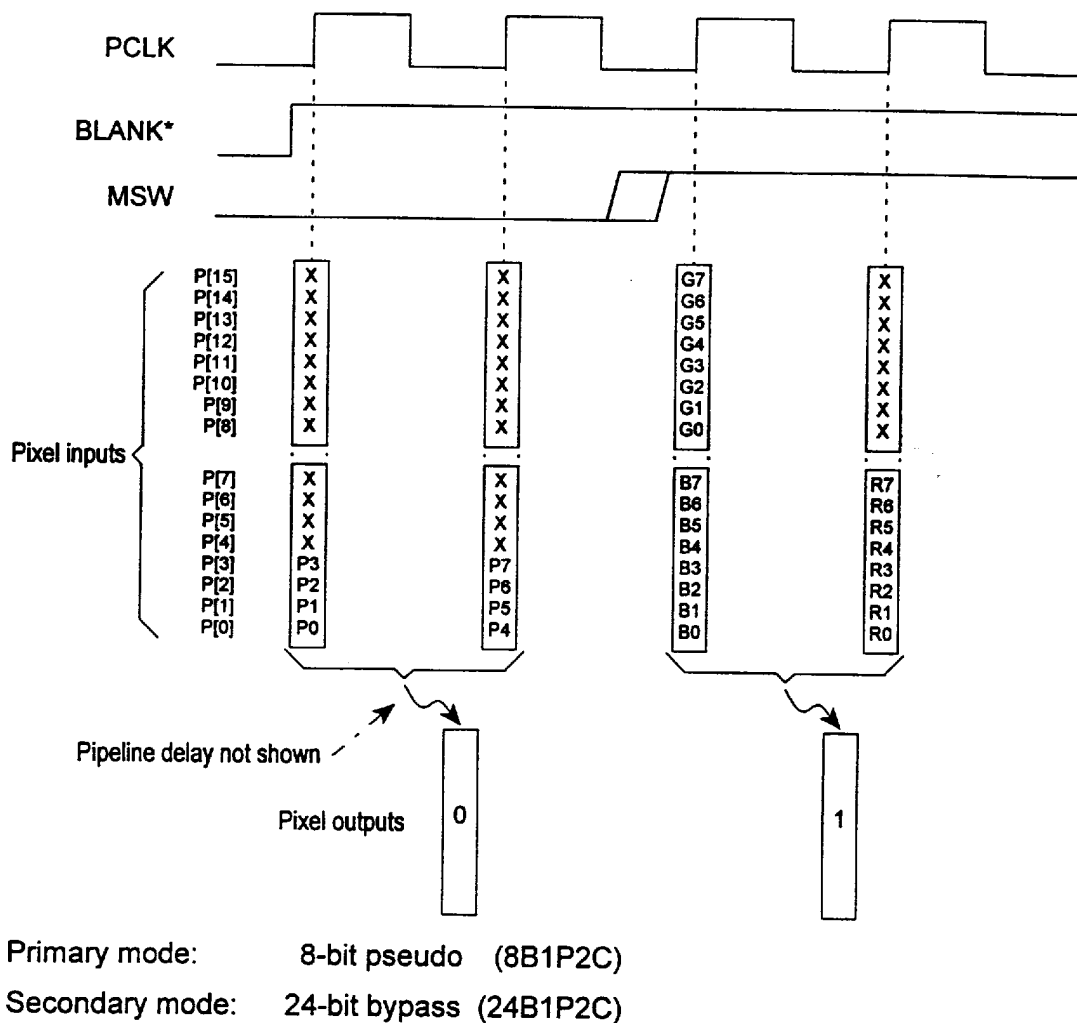 PCLK
BLANK*
MSW
P[15] X X G7 X
P[14] X X G6 X
P[13] X X G5 X
P[12] X X G4 X
P[11] X X G3 X
P[10] X X G2 X
P[9] X X G1 X
P[8] X X G0 X
Pixel inputs
P[7] X X B7 R7
P[6] X X B6 R6
P[5] X X B5 R5
P[4] X X B4 R4
P[3] P3 P7 B3 R3
P[2] P2 P6 B2 R2
P[1] P1 P5 B1 R1
P[0] P0 P4 B0 R0
Pipeline delay not shown
Pixel outputs 0 1
Primary mode: 8-bit pseudo (8B1P2C)
Secondary mode: 24-bit bypass (24B1P2C)